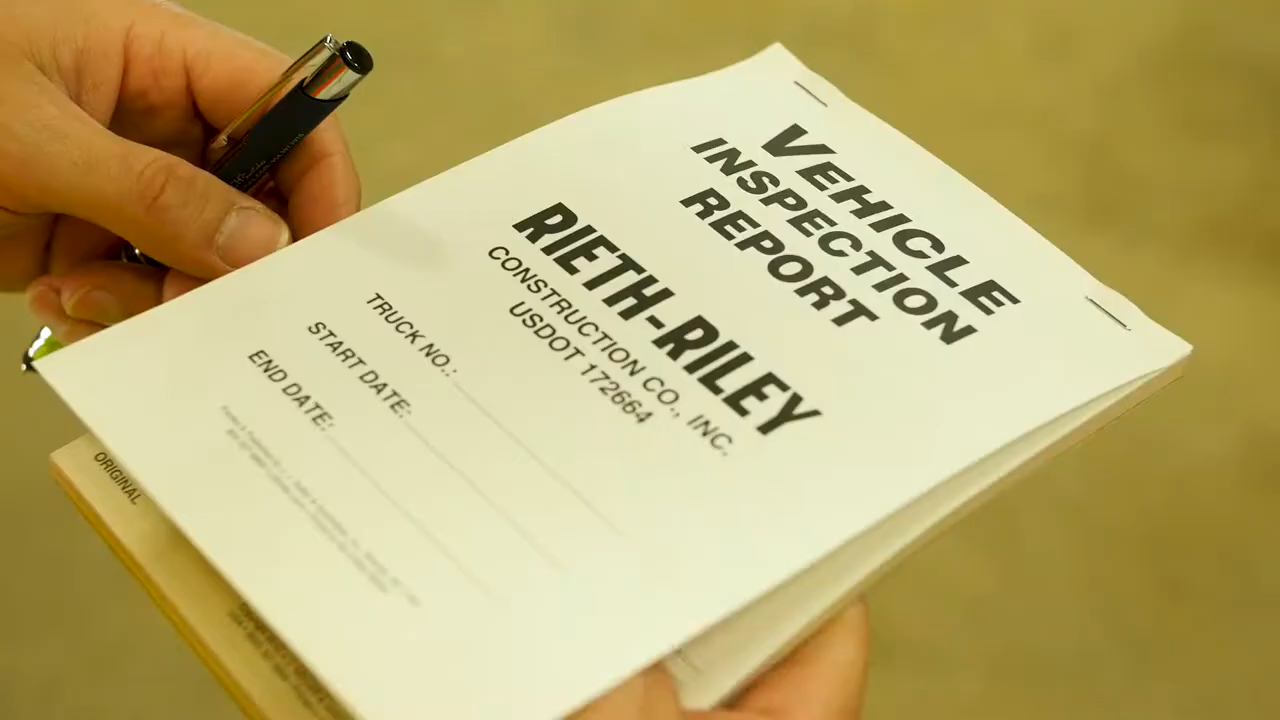 VEHICLE
INSPECTION
REPORT
RIETH-RILEY
CONSTRUCTION CO., INC.
USDOT 172664
TRUCK NO.:
START DATE:
END DATE:
ORIGINAL